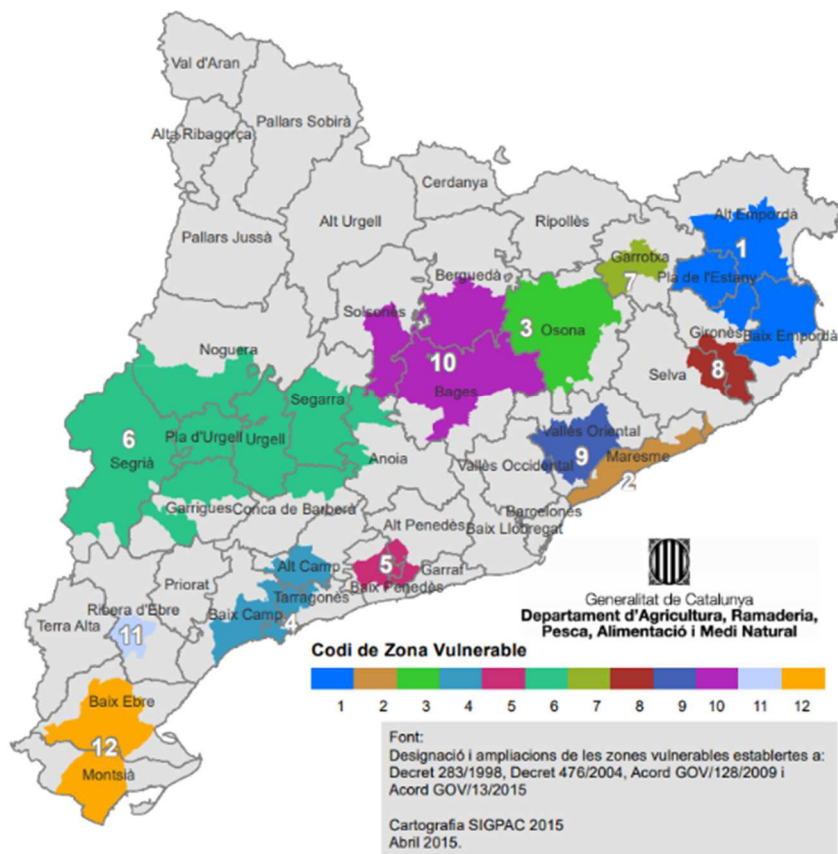 Val d'Aran
Pallars Sobirà
Alta Ribagorça
Cerdanya
Alt Urgell
Ripollès
Alt Empordà
Pallars Jussà
1
Garrotxa
Pla de l'Estany
7
Berguedà
Solsonès
3
Osona
Gironès
Baix Empordà
Noguera
10
8
Selva
Bages
Segarra
6
Pla d'Urgell
Urgell
Vallès Oriental
9
Maresme
Segrià
Anoia
Vallès Occidental
2
Garrigues
Conca de Barberà
Barcelonès
Alt Penedès
Baix Llobregat
Alt Camp
5
Garraf
Baix Penedès
Priorat
Tarragonès
Ribera d'Ebre
Baix Camp
4
Terra Alta
11
Baix Ebre
12
Montsià
Generalitat de Catalunya
Departament d'Agricultura, Ramaderia,
Pesca, Alimentació i Medi Natural
Codi de Zona Vulnerable
1 2 3 4 5 6 7 8 9 10 11 12
Font:
Designació i ampliacions de les zones vulnerables establertes a:
Decret 283/1998, Decret 476/2004, Acord GOV/128/2009 i
Acord GOV/13/2015
Cartografia SIGPAC 2015
Abril 2015.